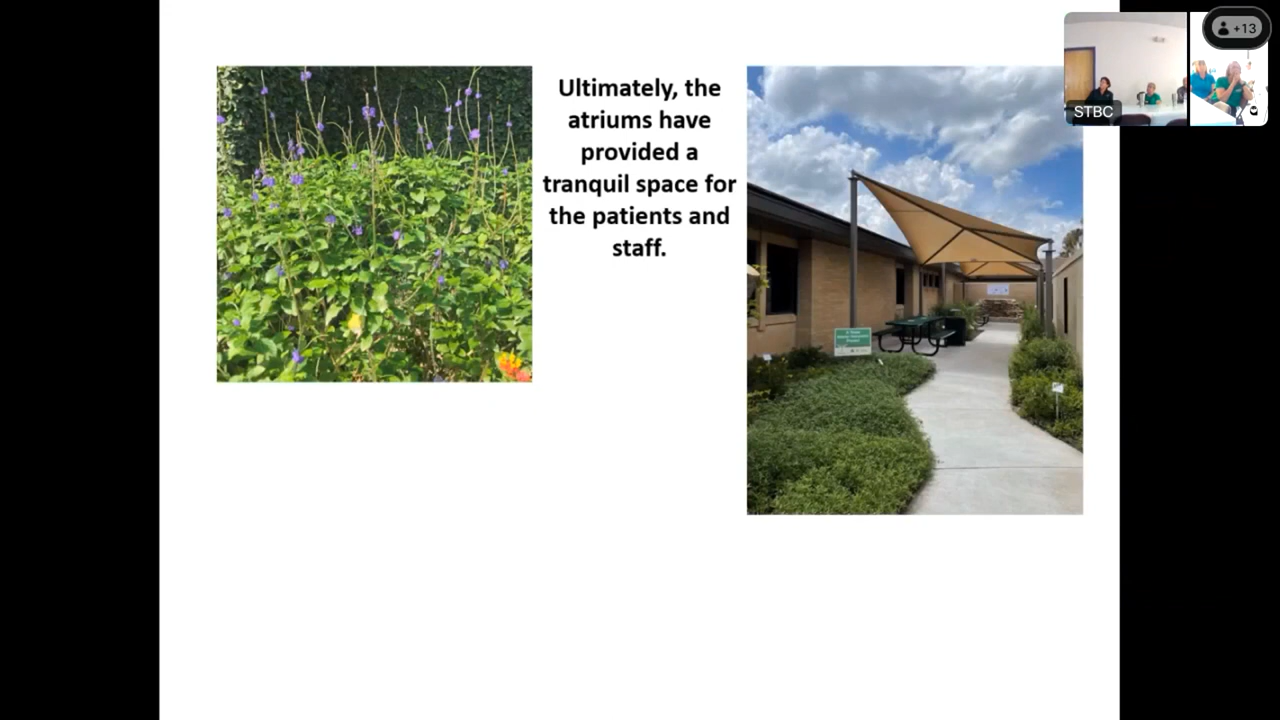 Ultimately, the
atriums have
provided a
tranquil space for
the patients and
staff.
+13
STBC